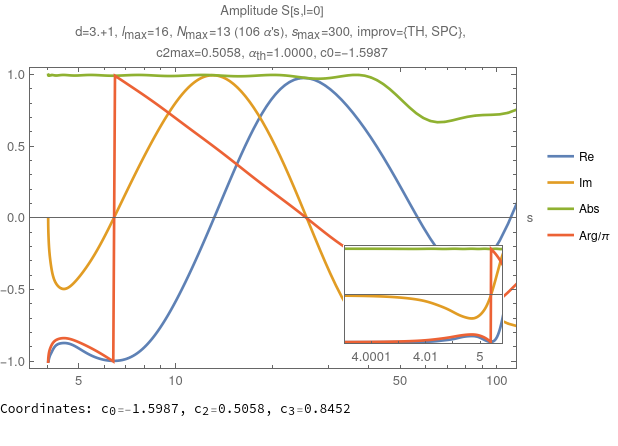 Amplitude S[s,l=0]
d=3.+1, lmax=16, Nmax=13 (106 α's), smax=300, improv={TH, SPC},
c2max=0.5058, αth=1.0000, c0=-1.5987
1.0
0.5
0.0
-0.5
-1.0
5 10 50 100
s
4.0001 4.01 5
Re
Im
Abs
Arg/π
Coordinates: c0=-1.5987, c2=0.5058, c3=0.8452